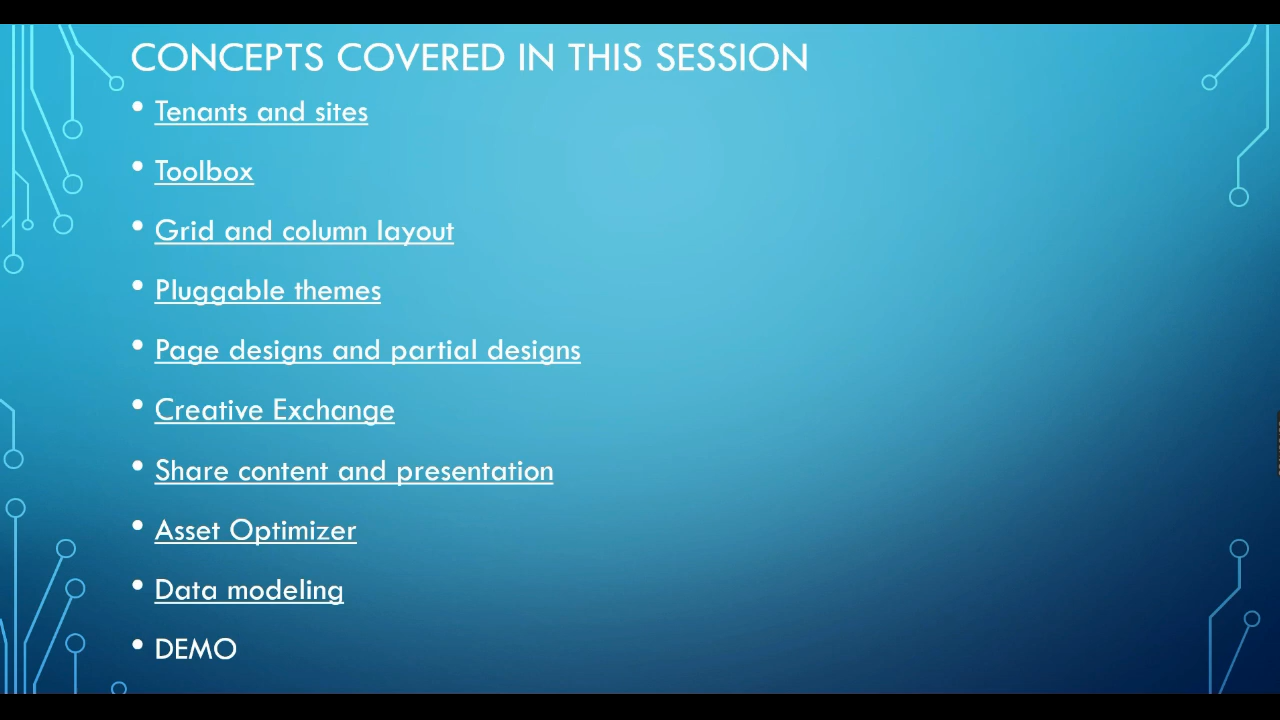 CONCEPTS COVERED IN THIS SESSION
• Tenants and sites
• Toolbox
• Grid and column layout
• Pluggable themes
• Page designs and partial designs
• Creative Exchange
• Share content and presentation
• Asset Optimizer
• Data modeling
• DEMO